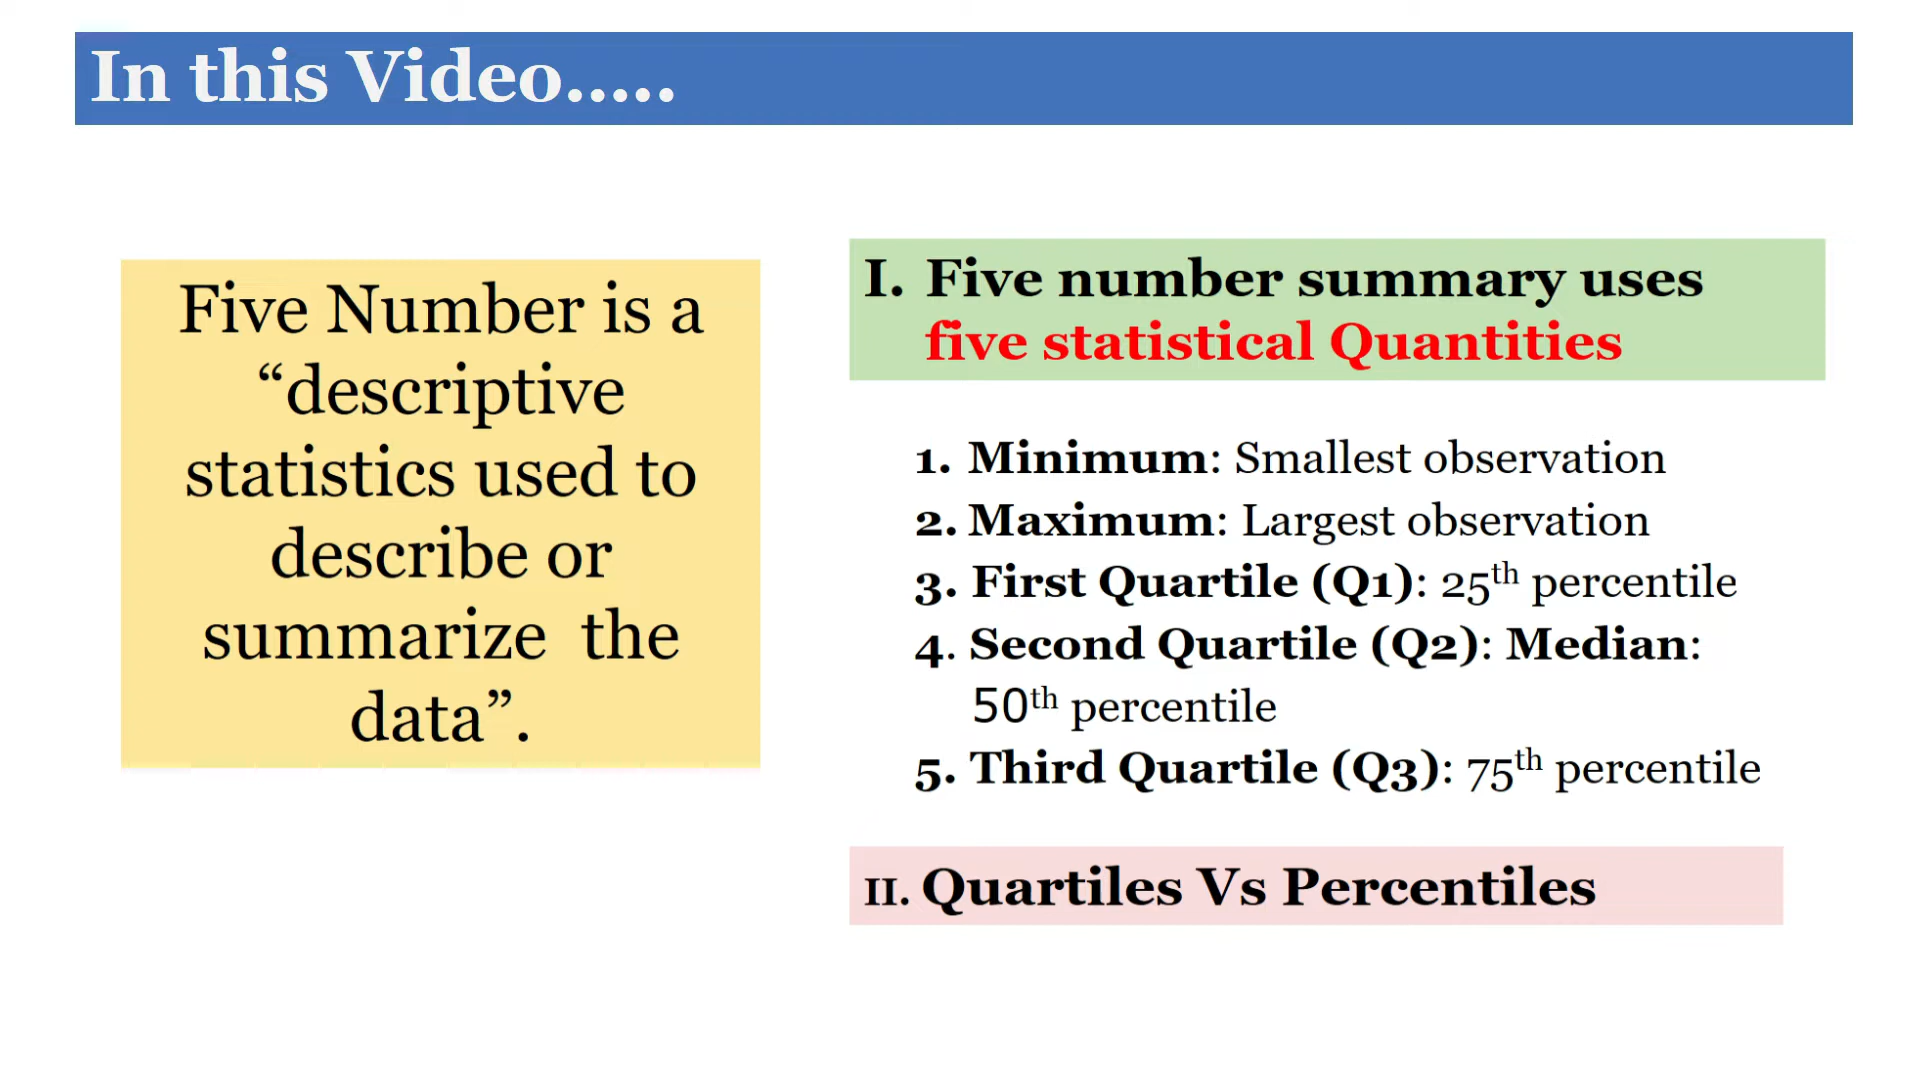 In this Video.....
Five Number is a
“descriptive
statistics used to
describe or
summarize the
data”.
I. Five number summary uses
five statistical Quantities
1. Minimum: Smallest observation
2. Maximum: Largest observation
3. First Quartile (Q1): 25th percentile
4. Second Quartile (Q2): Median:
50th percentile
5. Third Quartile (Q3): 75th percentile
II. Quartiles Vs Percentiles